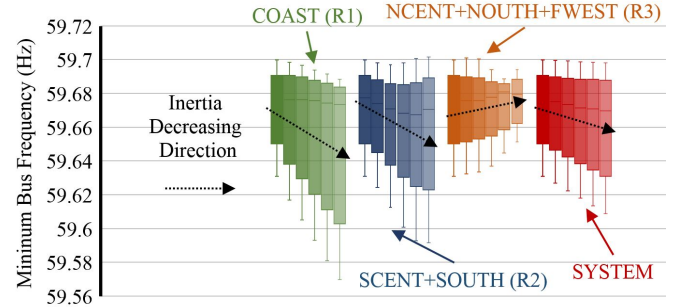 COAST (R1)
NCENT+NOUTH+FWEST (R3)
Minimum Bus Frequency (Hz)
59.72
59.7
59.68
59.66
59.64
59.62
59.6
59.58
59.56
Inertia
Decreasing
Direction
SCENT+SOUTH (R2)
SYSTEM